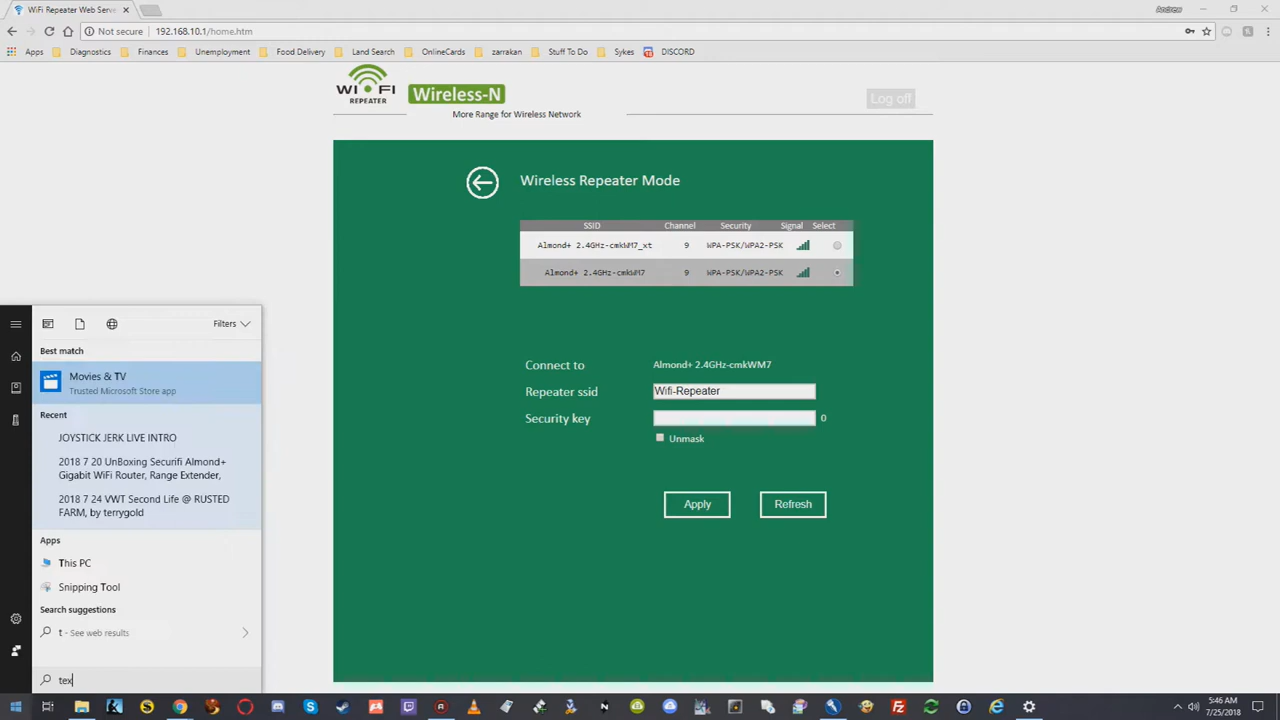 WiFi Repeater Web Serve
Andrew
Not secure 192.168.10.1/home.htm
Apps Diagnostics Finances Unemployment Food Delivery Land Search OnlineCards zarrakan Stuff To Do Sykes DISCORD
WI-FI
REPEATER
Wireless-N
More Range for Wireless Network
Log off
Wireless Repeater Mode
SSID Channel Security Signal Select
Almond+ 2.4GHz-cmkWM7_xt 9 WPA-PSK/WPA2-PSK
Almond+ 2.4GHz-cmkWM7 9 WPA-PSK/WPA2-PSK
Connect to Almond+ 2.4GHz-cmkWM7
Repeater ssid Wifi-Repeater
Security key 0
Unmask
Apply Refresh
Filters
Best match
Movies & TV
Trusted Microsoft Store app
Recent
JOYSTICK JERK LIVE INTRO
2018 7 20 UnBoxing Securifi Almond+
Gigabit WiFi Router, Range Extender,
2018 7 24 VWT Second Life @ RUSTED
FARM, by terrygold
Apps
This PC
Snipping Tool
Search suggestions
t - See web results
tex
5:46 AM
7/25/2018